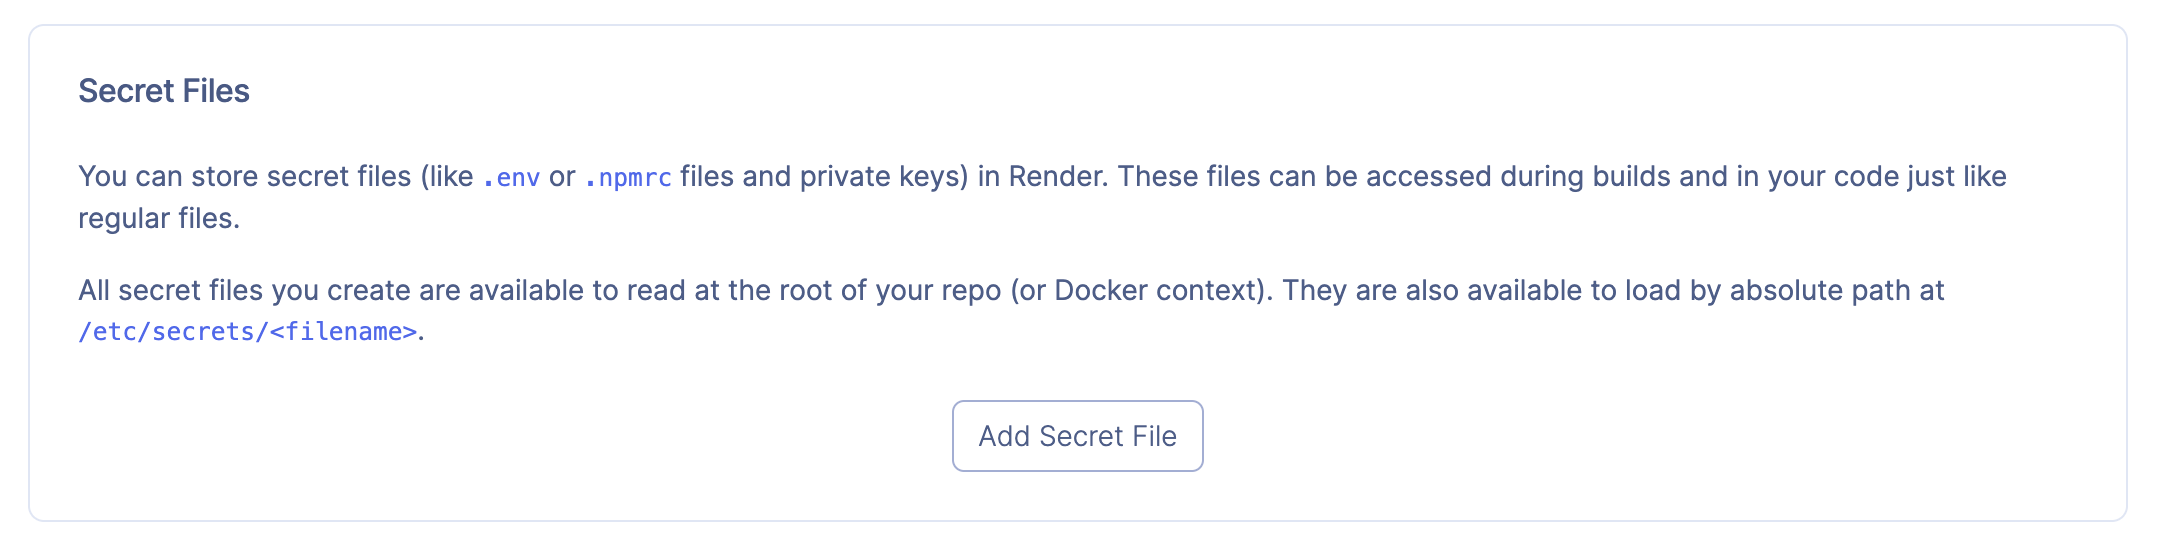 Secret Files
You can store secret files (like .env or .npmrc files and private keys) in Render. These files can be accessed during builds and in your code just like
regular files.
All secret files you create are available to read at the root of your repo (or Docker context). They are also available to load by absolute path at
/etc/secrets/<filename>.
Add Secret File